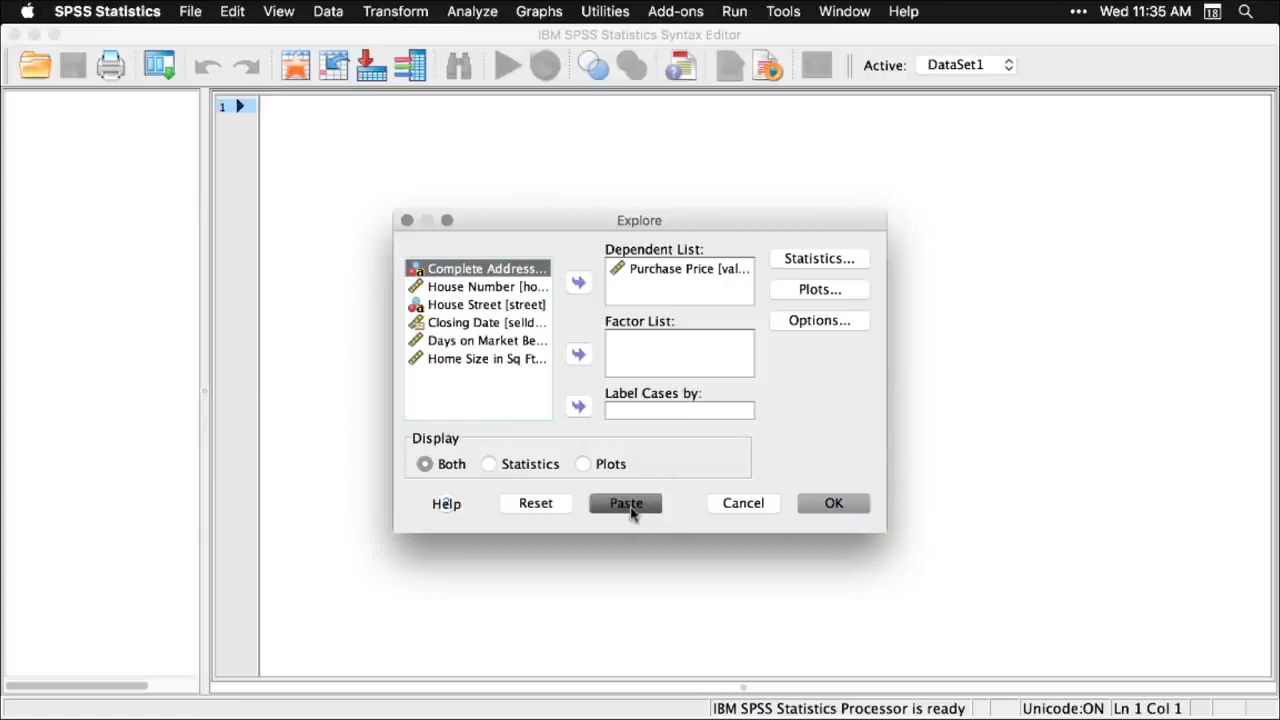 SPSS Statistics File Edit View Data Transform Analyze Graphs Utilities Add-ons Run Tools Window Help ••• Wed 11:35 AM 18
IBM SPSS Statistics Syntax Editor
Active: DataSet1
1
Explore
Dependent List:
Complete Address...
House Number [ho...
House Street [street]
Closing Date [selld...
Days on Market Be...
Home Size in Sq Ft...
Purchase Price [val...
Statistics...
Plots...
Options...
Factor List:
Label Cases by:
Display
Both Statistics Plots
Help Reset Paste Cancel OK
IBM SPSS Statistics Processor is ready Unicode:ON Ln 1 Col 1